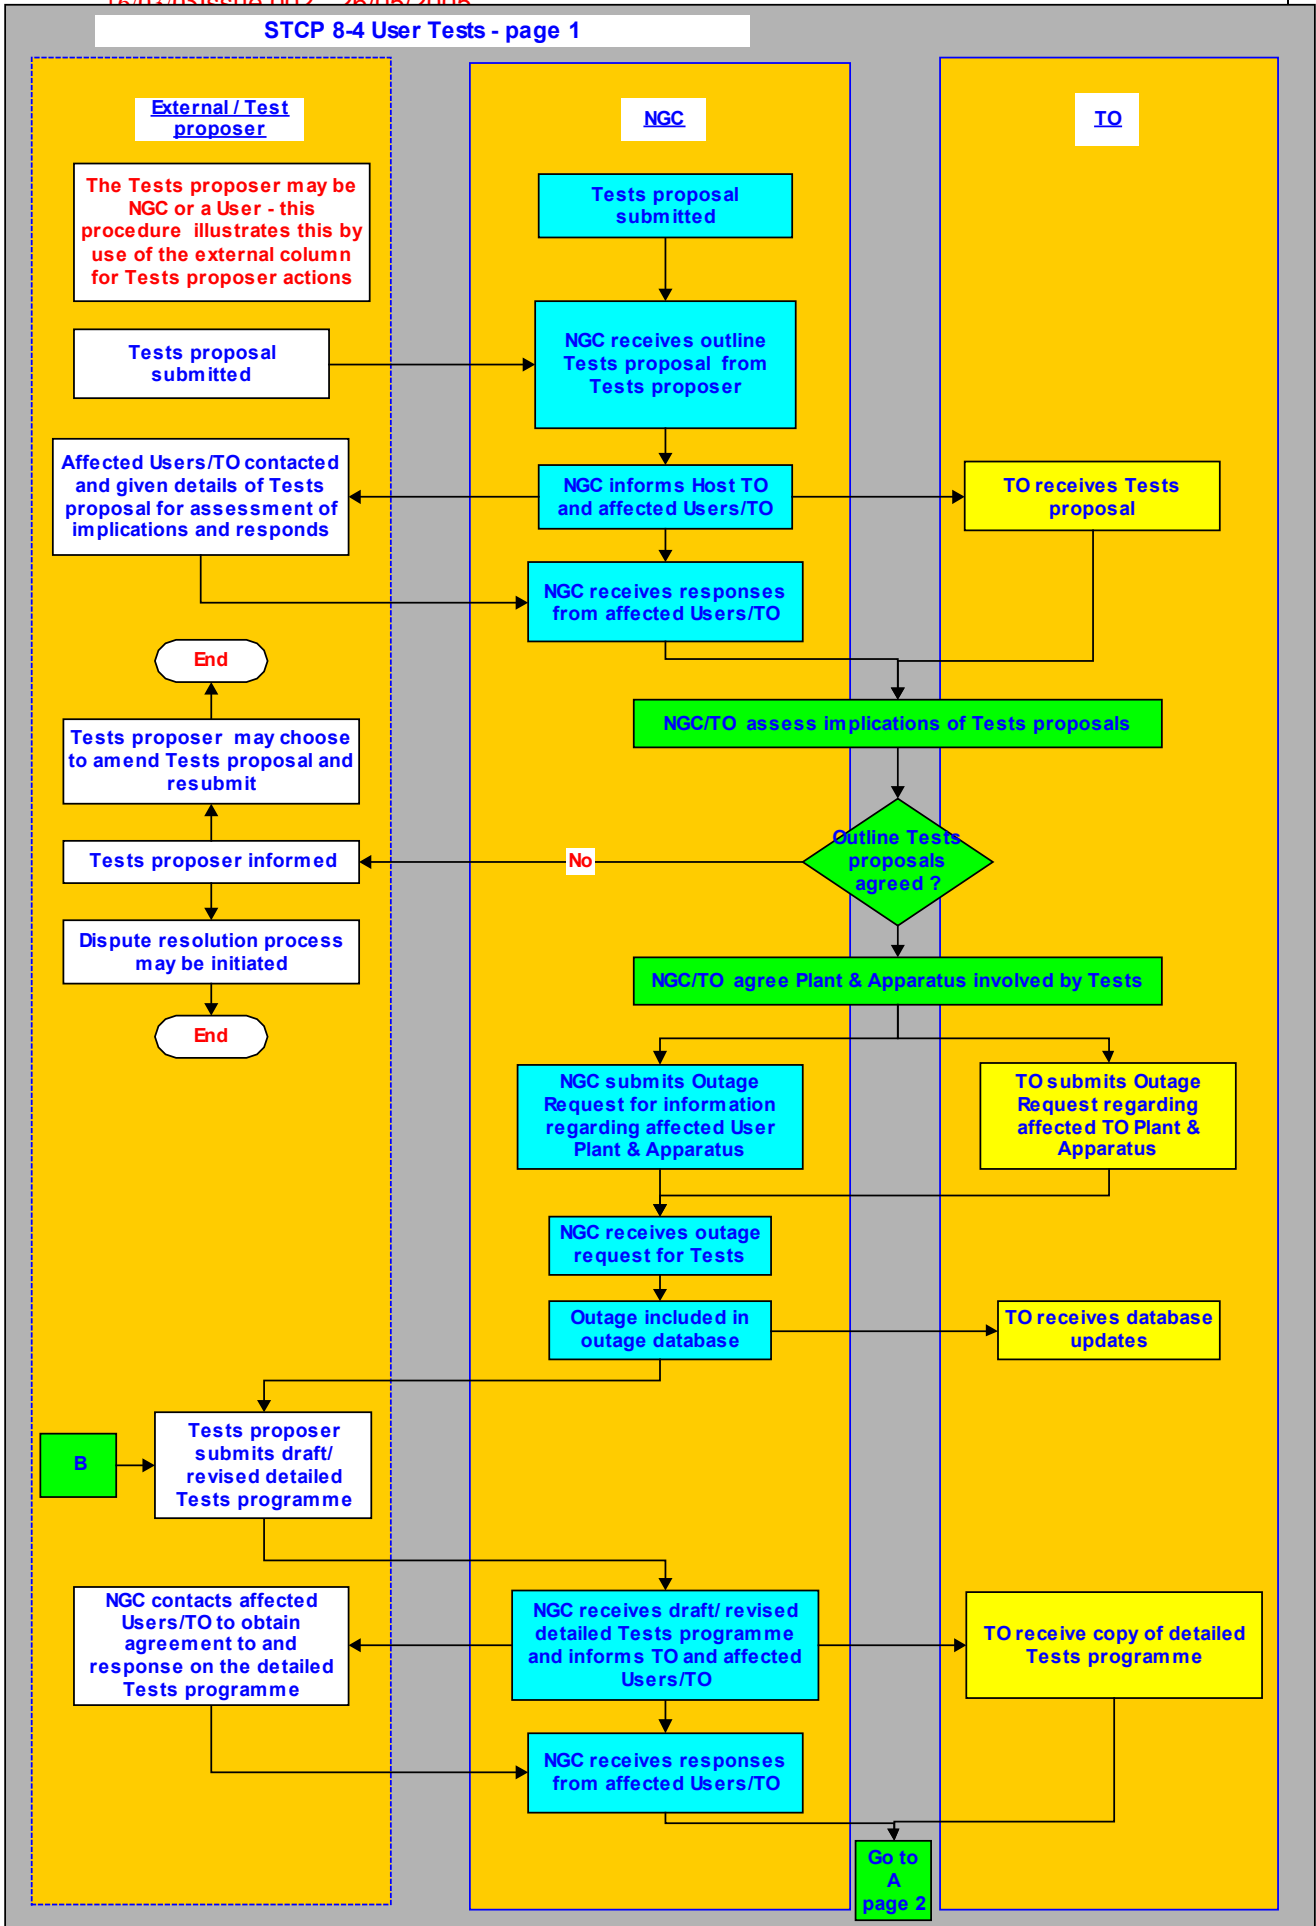 STCP 8-4 User Tests - page 1
External / Test
proposer
NGC
TO
The Tests proposer may be
NGC or a User - this
procedure illustrates this by
use of the external column
for Tests proposer actions
Tests proposal
submitted
Tests proposal
submitted
NGC receives outline
Tests proposal from
Tests proposer
Affected Users/TO contacted
and given details of Tests
proposal for assessment of
implications and responds
NGC informs Host TO
and affected Users/TO
TO receives Tests
proposal
NGC receives responses
from affected Users/TO
End
NGC/TO assess implications of Tests proposals
Tests proposer may choose
to amend Tests proposal and
resubmit
Outline Tests
proposals
agreed ?
No
Tests proposer informed
Dispute resolution process
may be initiated
End
NGC/TO agree Plant & Apparatus involved by Tests
NGC submits Outage
Request for information
regarding affected User
Plant & Apparatus
TO submits Outage
Request regarding
affected TO Plant &
Apparatus
NGC receives outage
request for Tests
Outage included in
outage database
TO receives database
updates
B
Tests proposer
submits draft/
revised detailed
Tests programme
NGC contacts affected
Users/TO to obtain
agreement to and
response on the detailed
Tests programme
NGC receives draft/ revised
detailed Tests programme
and informs TO and affected
Users/TO
TO receive copy of detailed
Tests programme
NGC receives responses
from affected Users/TO
Go to
A
page 2